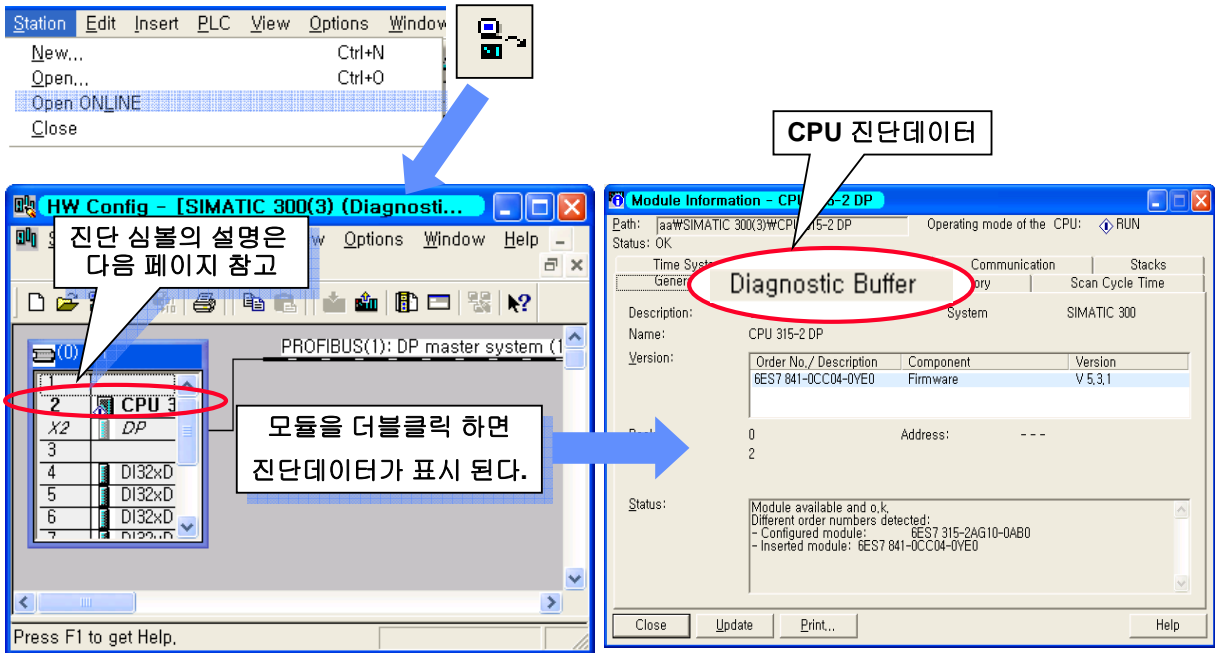 Station Edit Insert PLC View Options Window
New... Ctrl+N
Open... Ctrl+O
Open ONLINE
Close
CPU 진단데이터
HW Config - [SIMATIC 300(3) (Diagnosti...
진단 심볼의 설명은
다음 페이지 참고
Options Window Help
(0)
PROFIBUS(1): DP master system (1
1
2 CPU 3
X2 DP
3
4 DI32xD
5 DI32xD
6 DI32xD
7 DI32xD
모듈을 더블클릭 하면
진단데이터가 표시 된다.
Press F1 to get Help.
Module Information - CPU 315-2 DP
Path: aa₩SIMATIC 300(3)₩CPU 315-2 DP Operating mode of the CPU: RUN
Status: OK
Time Syst Communication Stacks
Gener Diagnostic Buffer ory Scan Cycle Time
Description: System SIMATIC 300
Name: CPU 315-2 DP
Version: Order No./ Description Component Version
6ES7 841-0CC04-0YE0 Firmware V 5.3.1
0 Address: ---
2
Status: Module available and o.k.
Different order numbers detected:
- Configured module: 6ES7 315-2AG10-0AB0
- Inserted module: 6ES7 841-0CC04-0YE0
Close Update Print... Help